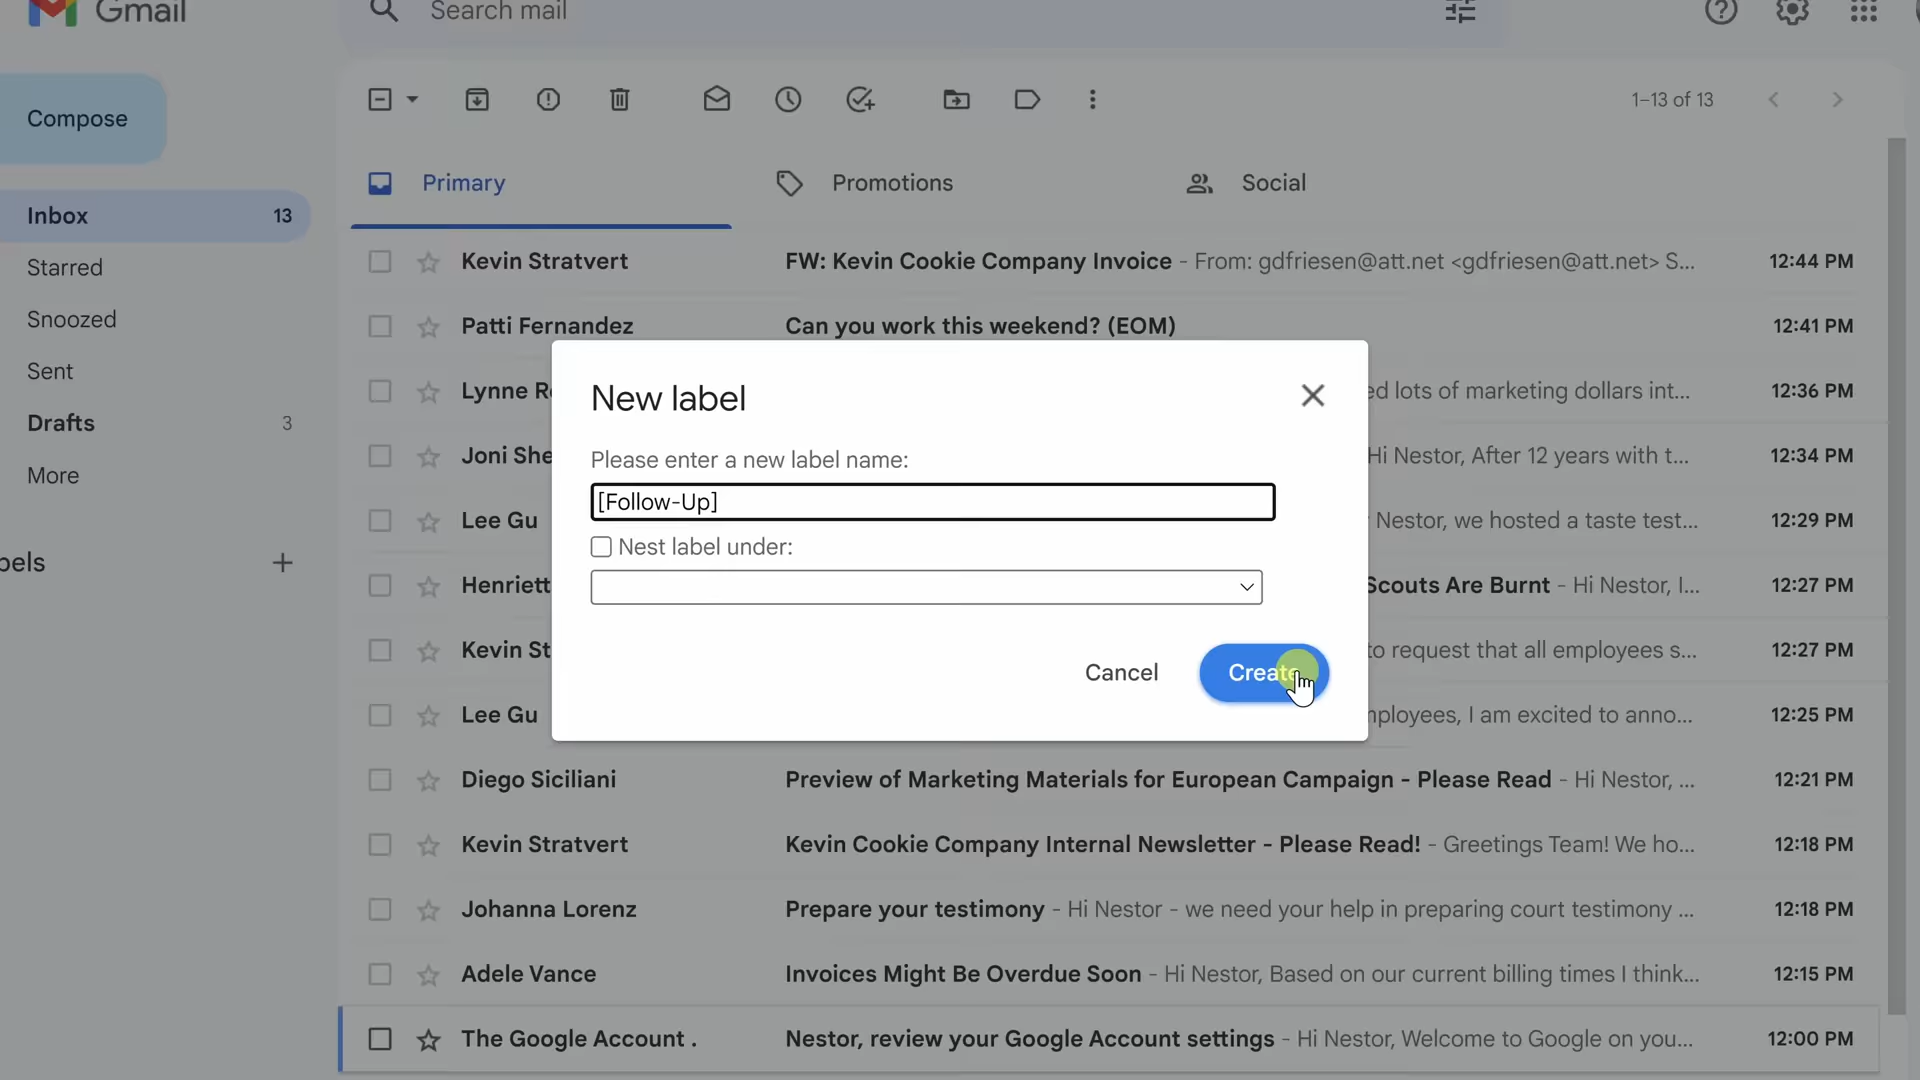 Gmail
Search mail
Compose
1–13 of 13
Primary
Promotions
Social
Inbox 13
Starred
Snoozed
Sent
Drafts 3
More
bels
Kevin Stratvert FW: Kevin Cookie Company Invoice - From: gdfriesen@att.net <gdfriesen@att.net> S... 12:44 PM
Patti Fernandez Can you work this weekend? (EOM) 12:41 PM
Lynne R ed lots of marketing dollars int... 12:36 PM
Joni She Hi Nestor, After 12 years with t... 12:34 PM
Lee Gu Nestor, we hosted a taste test... 12:29 PM
Henriett Scouts Are Burnt - Hi Nestor, I... 12:27 PM
Kevin St to request that all employees s... 12:27 PM
Lee Gu mployees, I am excited to anno... 12:25 PM
Diego Siciliani Preview of Marketing Materials for European Campaign - Please Read - Hi Nestor, ... 12:21 PM
Kevin Stratvert Kevin Cookie Company Internal Newsletter - Please Read! - Greetings Team! We ho... 12:18 PM
Johanna Lorenz Prepare your testimony - Hi Nestor - we need your help in preparing court testimony ... 12:18 PM
Adele Vance Invoices Might Be Overdue Soon - Hi Nestor, Based on our current billing times I think... 12:15 PM
The Google Account . Nestor, review your Google Account settings - Hi Nestor, Welcome to Google on you... 12:00 PM
New label
Please enter a new label name:
[Follow-Up]
Nest label under:
Cancel
Create